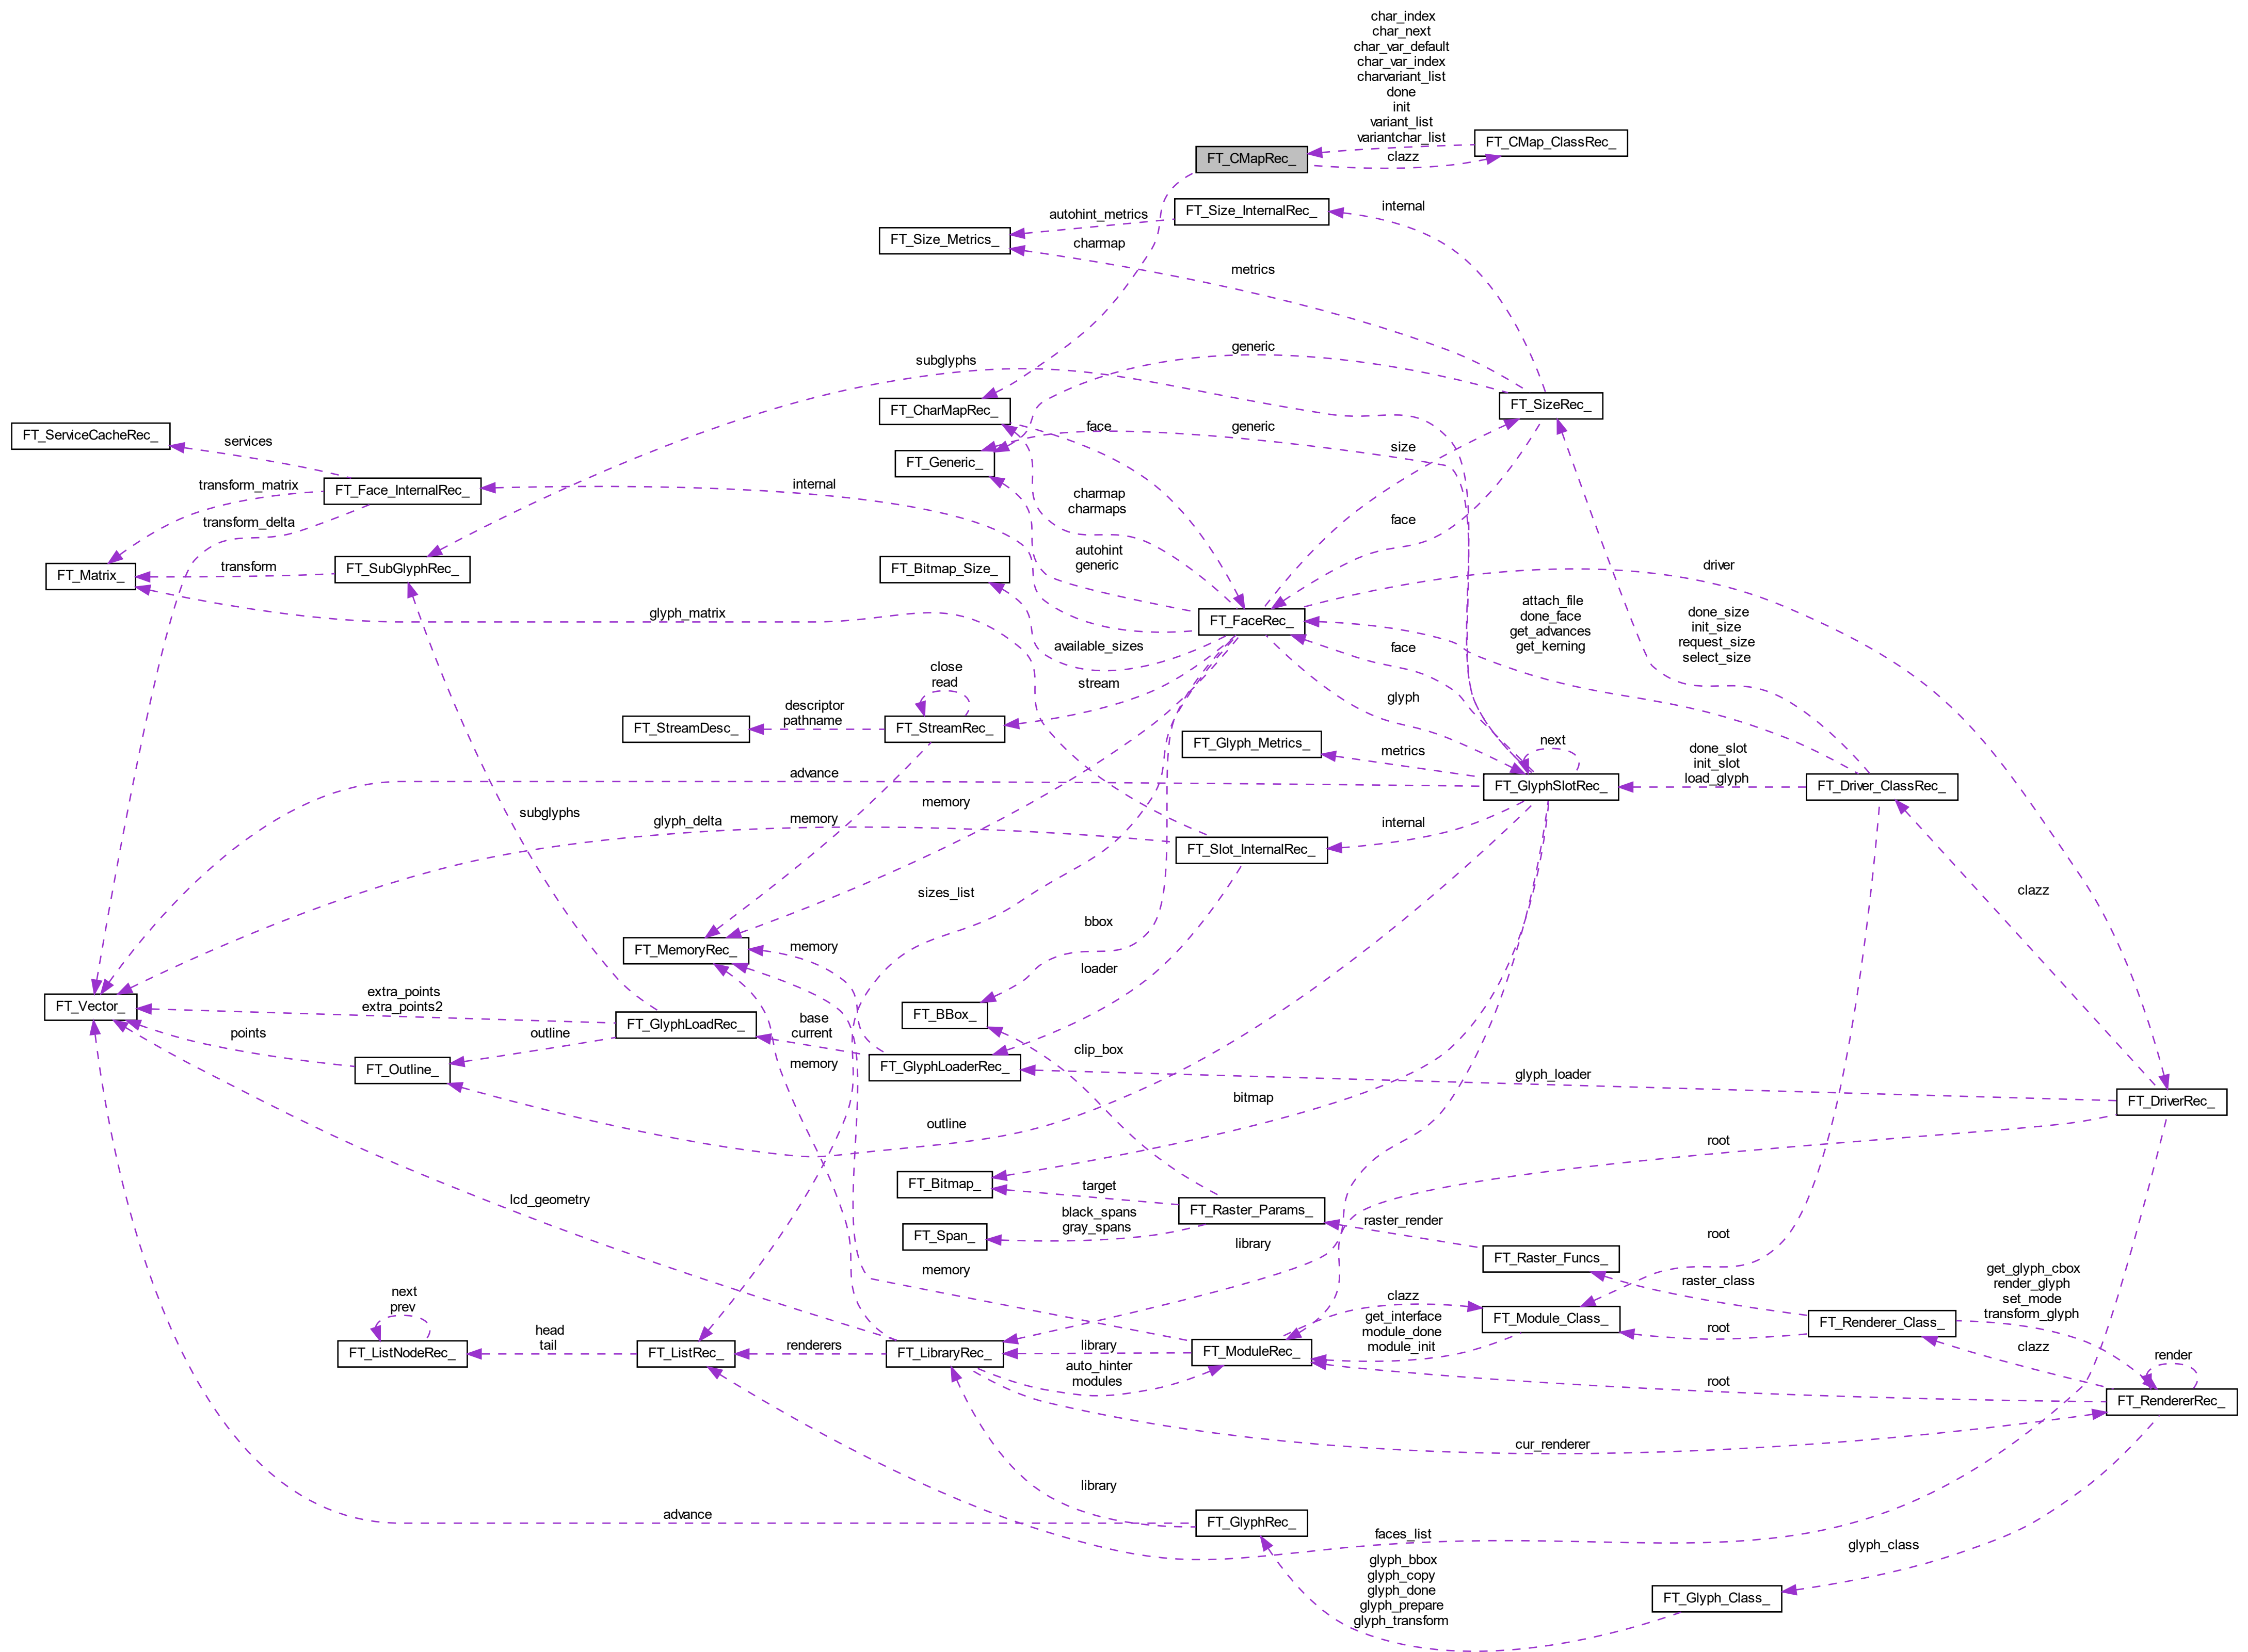 char_index
char_next
char_var_default
char_var_index
charvariant_list
done
init
variant_list
variantchar_list
FT_CMap_ClassRec_
FT_CMapRec_
clazz
FT_Size_InternalRec_
internal
autohint_metrics
FT_Size_Metrics_
charmap
metrics
generic
subglyphs
FT_SizeRec_
FT_CharMapRec_
face
generic
FT_ServiceCacheRec_
services
size
FT_Generic_
transform_matrix
FT_Face_InternalRec_
internal
charmap
charmaps
transform_delta
face
autohint
generic
driver
FT_Matrix_
transform
FT_SubGlyphRec_
FT_Bitmap_Size_
glyph_matrix
FT_FaceRec_
attach_file
done_face
get_advances
get_kerning
done_size
init_size
request_size
select_size
available_sizes
face
close
read
stream
glyph
descriptor
pathname
FT_StreamDesc_
FT_StreamRec_
FT_Glyph_Metrics_
metrics
next
done_slot
init_slot
load_glyph
advance
FT_GlyphSlotRec_
FT_Driver_ClassRec_
memory
subglyphs
glyph_delta
memory
internal
FT_Slot_InternalRec_
sizes_list
clazz
bbox
FT_MemoryRec_
memory
loader
extra_points
extra_points2
FT_Vector_
FT_GlyphLoadRec_
base
current
FT_BBox_
points
outline
clip_box
FT_Outline_
memory
FT_GlyphLoaderRec_
glyph_loader
bitmap
FT_DriverRec_
outline
root
FT_Bitmap_
target
lcd_geometry
black_spans
gray_spans
FT_Raster_Params_
raster_render
FT_Span_
library
root
FT_Raster_Funcs_
memory
raster_class
get_glyph_cbox
render_glyph
set_mode
transform_glyph
next
prev
clazz
get_interface
module_done
module_init
FT_Module_Class_
root
FT_Renderer_Class_
head
tail
FT_ListNodeRec_
FT_ListRec_
renderers
FT_LibraryRec_
library
auto_hinter
modules
FT_ModuleRec_
clazz
render
root
FT_RendererRec_
cur_renderer
library
advance
FT_GlyphRec_
faces_list
glyph_class
glyph_bbox
glyph_copy
glyph_done
glyph_prepare
glyph_transform
FT_Glyph_Class_